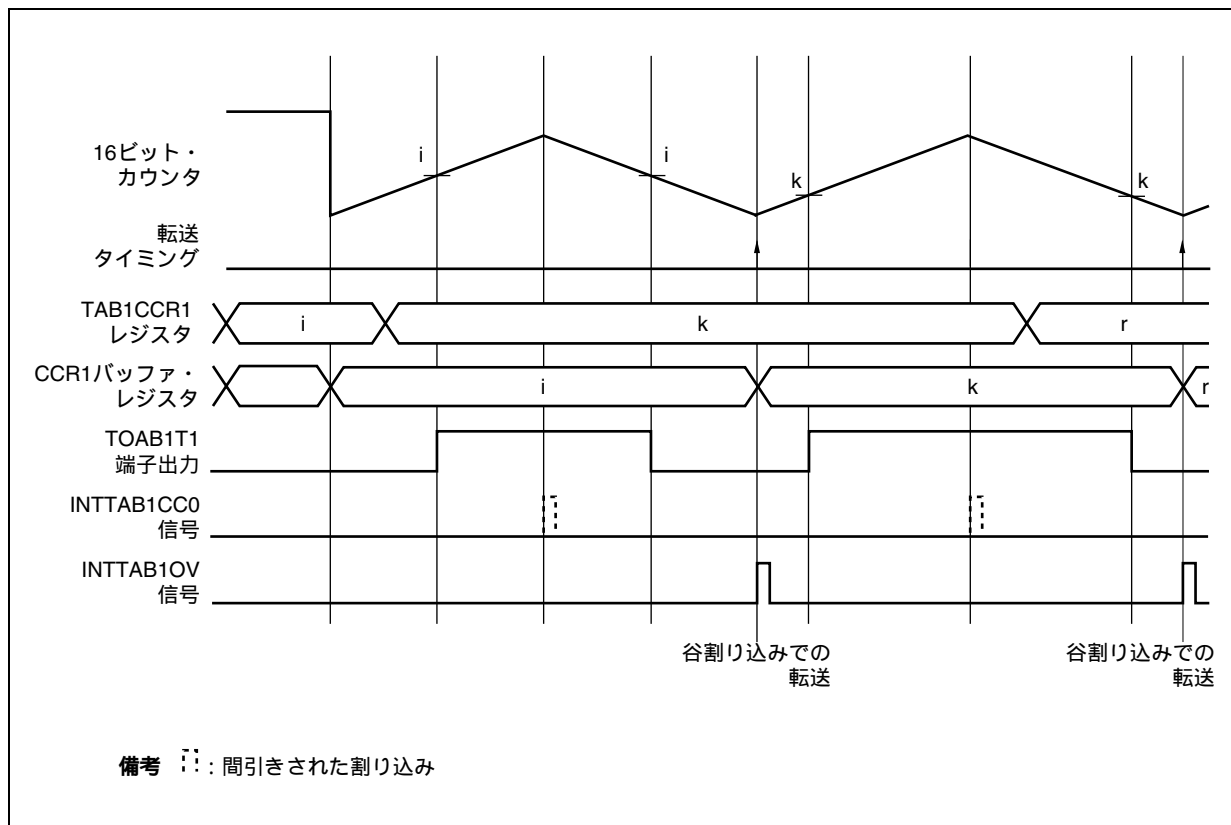 16ビット・
カウンタ
i
i
k
k
転送
タイミング
TAB1CCR1
レジスタ
i
k
r
CCR1バッファ・
レジスタ
i
k
r
TOAB1T1
端子出力
INTTAB1CC0
信号
INTTAB1OV
信号
谷割り込みでの
転送
谷割り込みでの
転送
備考 : 間引きされた割り込み